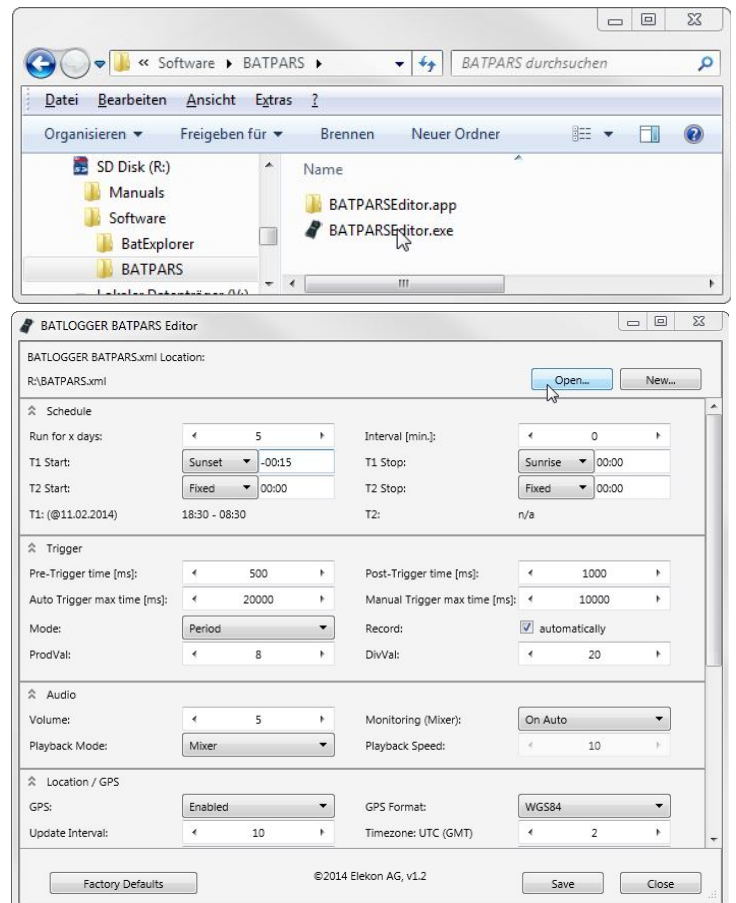 « Software BATPARS BATPARS durchsuchen
Datei Bearbeiten Ansicht Extras ?
Organisieren Freigeben für Brennen Neuer Ordner
SD Disk (R:)
Manuals
Software
BatExplorer
BATPARS
Lokaler Datenträger (V:)
Name
BATPARSEditor.app
BATPARSEditor.exe
BATLOGGER BATPARS Editor
BATLOGGER BATPARS.xml Location:
R:\BATPARS.xml Open... New...
Schedule
Run for x days: 5 Interval [min.]: 0
T1 Start: Sunset -00:15 T1 Stop: Sunrise 00:00
T2 Start: Fixed 00:00 T2 Stop: Fixed 00:00
T1: (@11.02.2014) 18:30 - 08:30 T2: n/a
Trigger
Pre-Trigger time [ms]: 500 Post-Trigger time [ms]: 1000
Auto Trigger max time [ms]: 20000 Manual Trigger max time [ms]: 10000
Mode: Period Record: automatically
ProdVal: 8 DivVal: 20
Audio
Volume: 5 Monitoring (Mixer): On Auto
Playback Mode: Mixer Playback Speed: 10
Location / GPS
GPS: Enabled GPS Format: WGS84
Update Interval: 10 Timezone: UTC (GMT) 2
Factory Defaults ©2014 Elekon AG, v1.2 Save Close